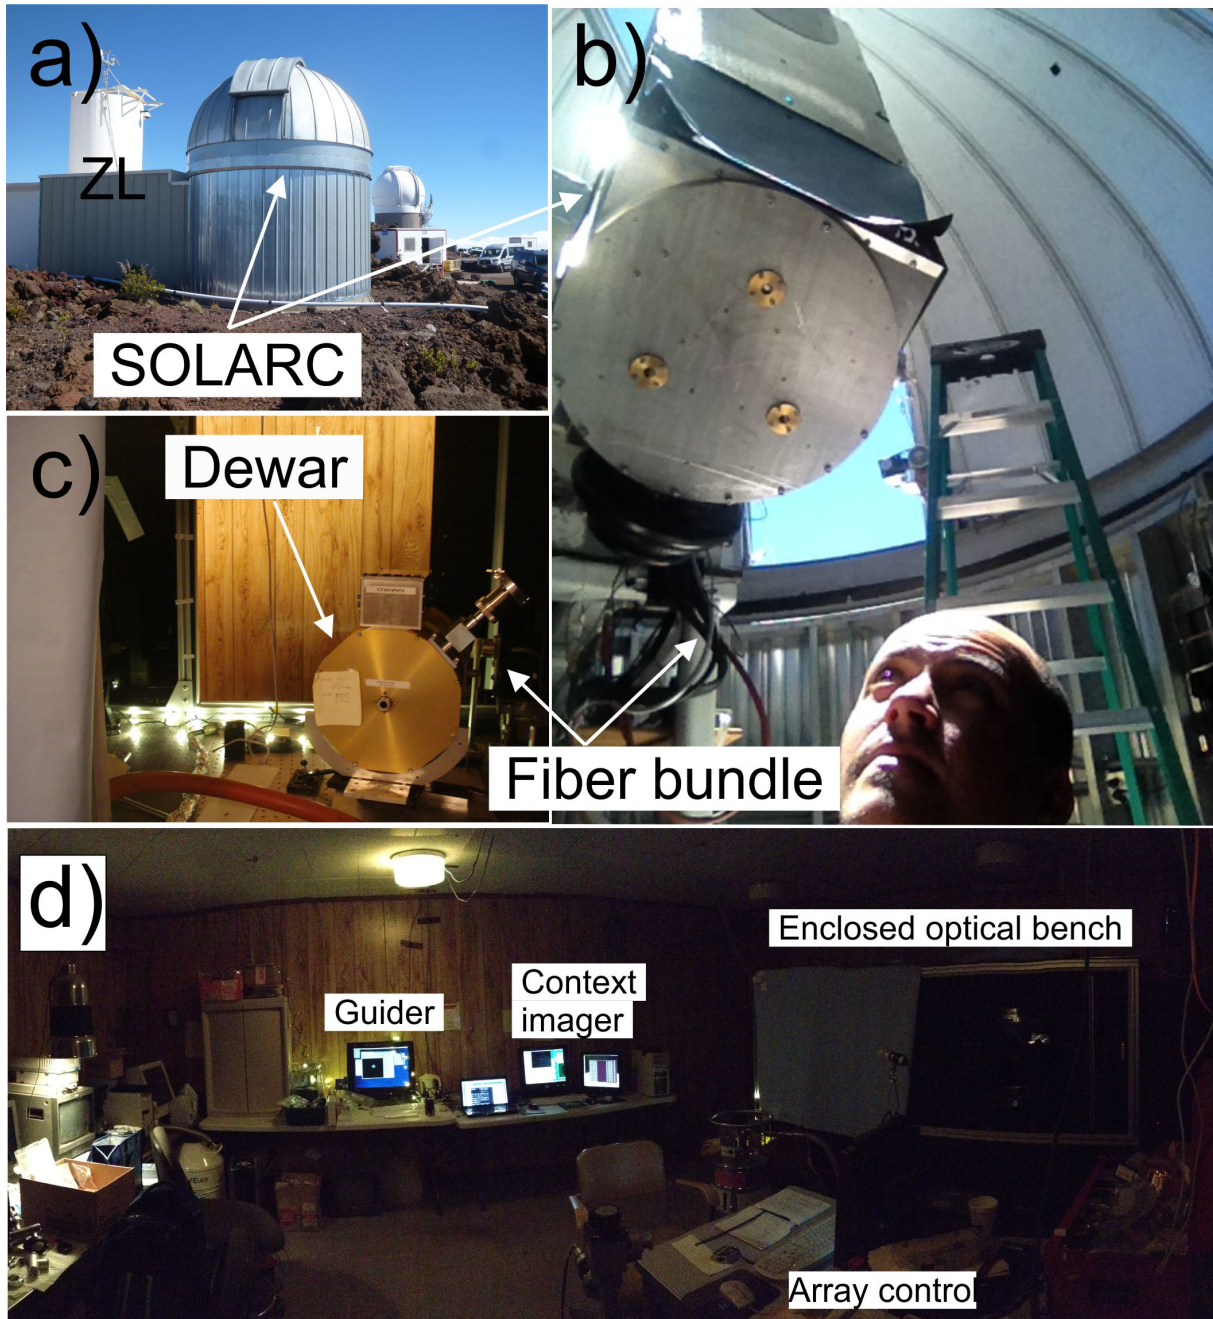 a)
ZL
SOLARC
b)
c)
Dewar
Fiber bundle
d)
Guider
Context
imager
Enclosed optical bench
Array control